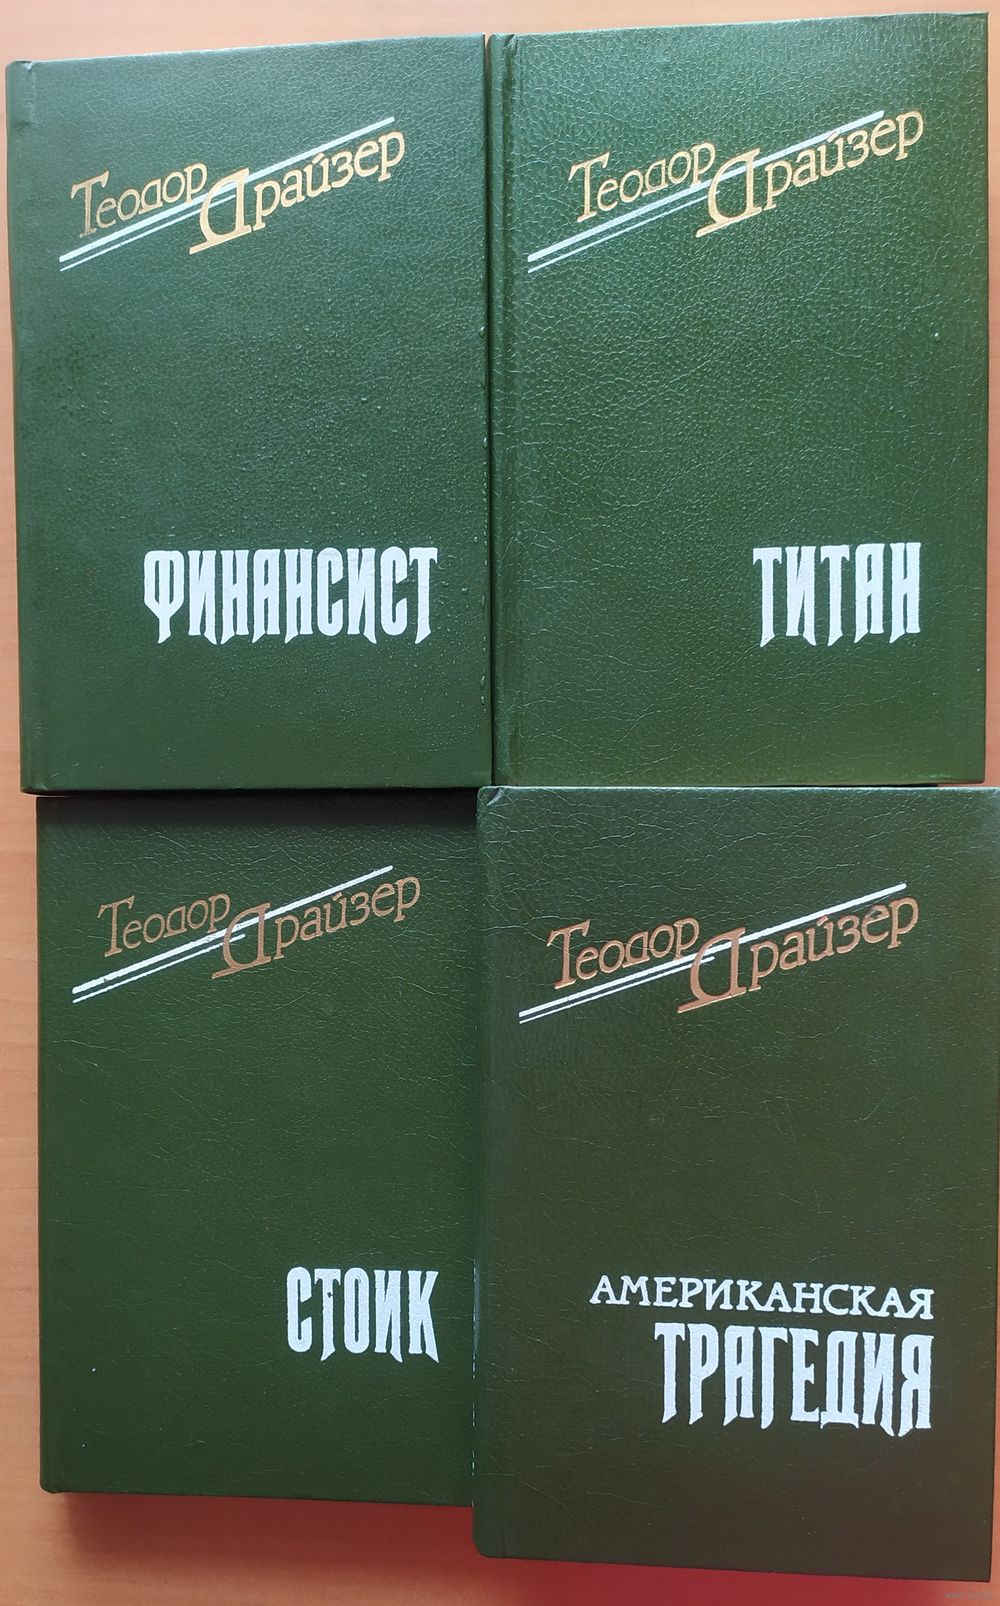 Теодор Драйзер
ФИНАНСИСТ
Теодор Драйзер
ТИТАН
Теодор Драйзер
СТОИК
Теодор Драйзер
АМЕРИКАНСКАЯ
ТРАГЕДИЯ